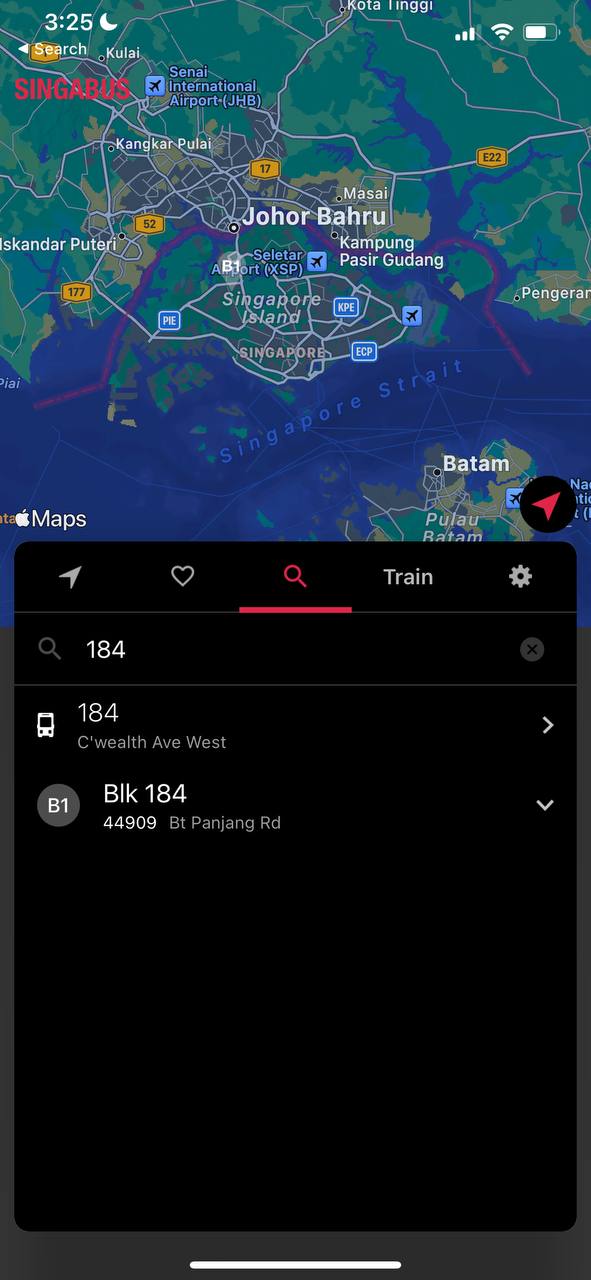 3:25
◀ Search
Kota Tinggi
Kulai
SINGABUS
Senai
International
Airport (JHB)
Kangkar Pulai
17
E22
Masai
52
Johor Bahru
Iskandar Puteri
Kampung
Pasir Gudang
Seletar
Airport (XSP)
B1
177
Pengeran
Singapore
Island
KPE
PIE
SINGAPORE
ECP
Piai
Singapore Strait
Batam
Maps
Pulau
Batam
Train
184
184
C'wealth Ave West
B1
Blk 184
44909 Bt Panjang Rd